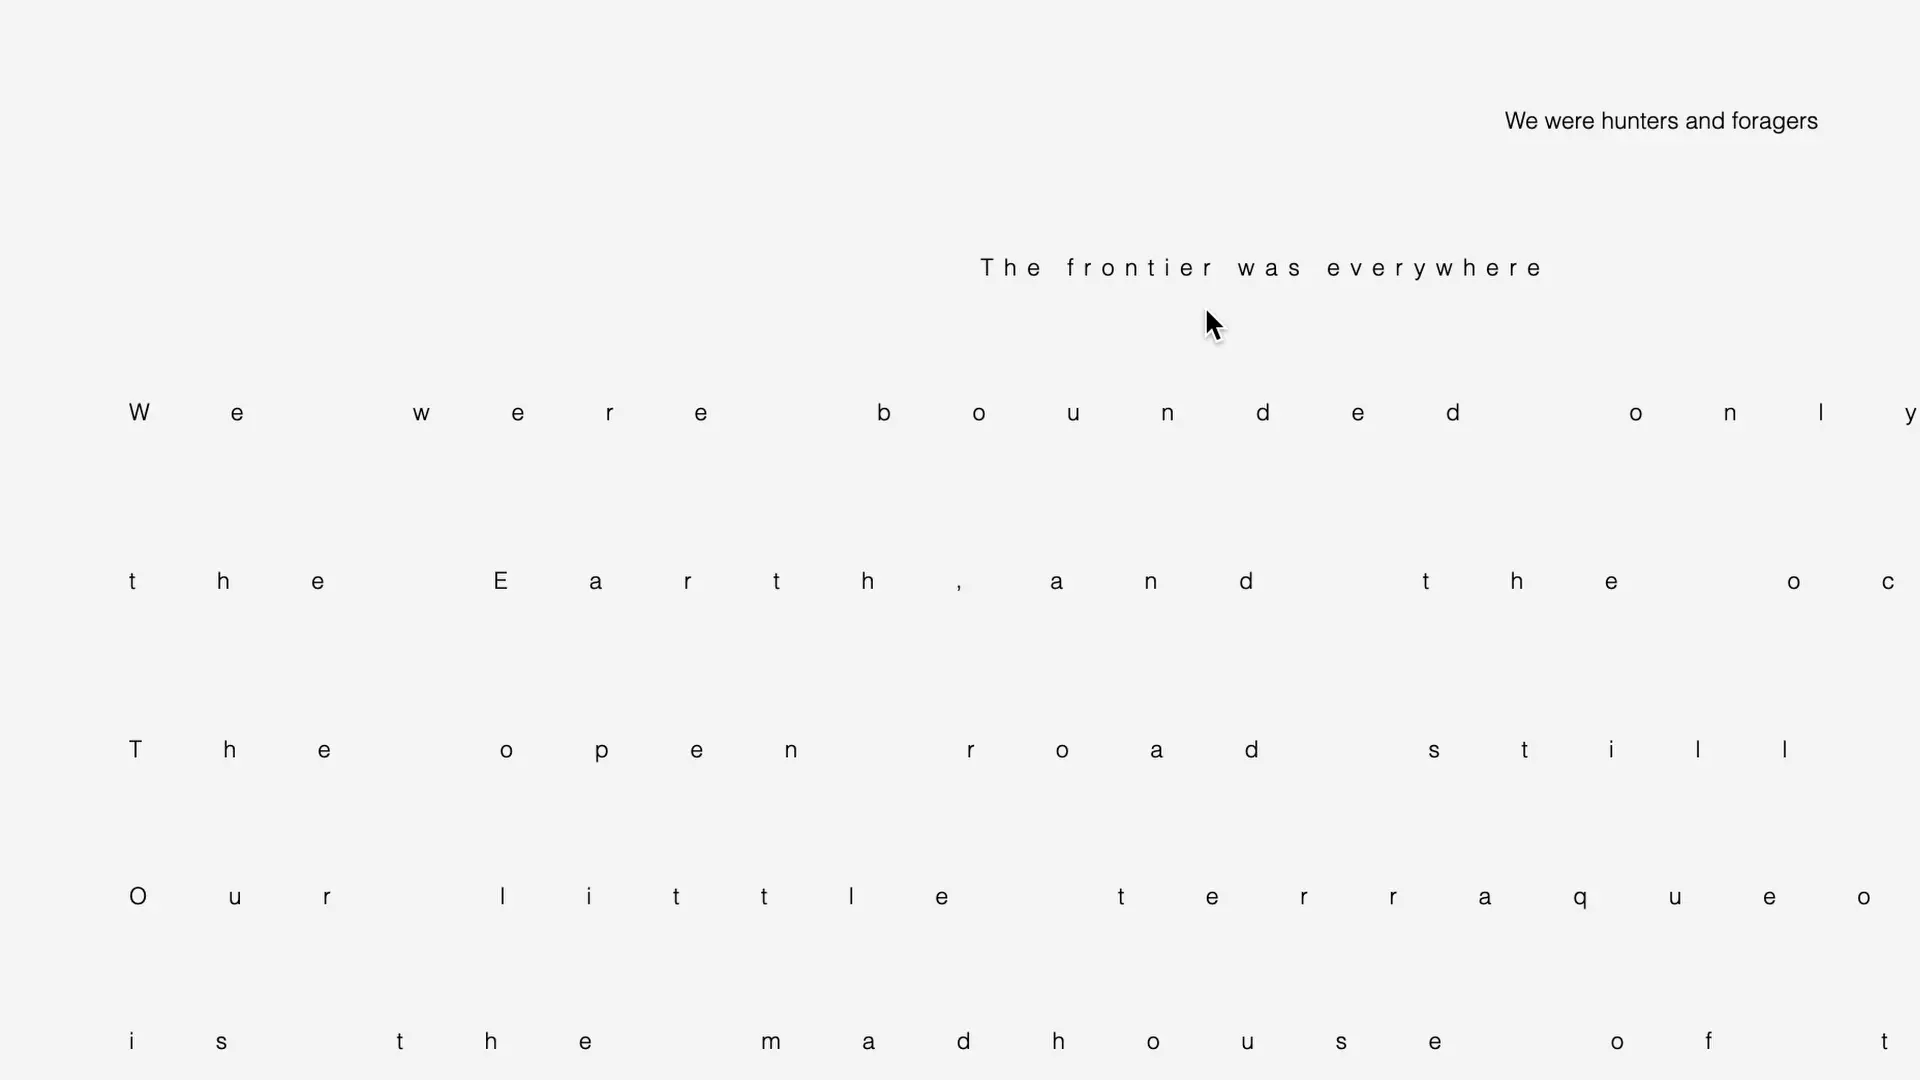 We were hunters and foragers
The frontier was everywhere
We were bounded only
the Earth, and the oc
The open road still
Our little terraqueo
is the madhouse of t